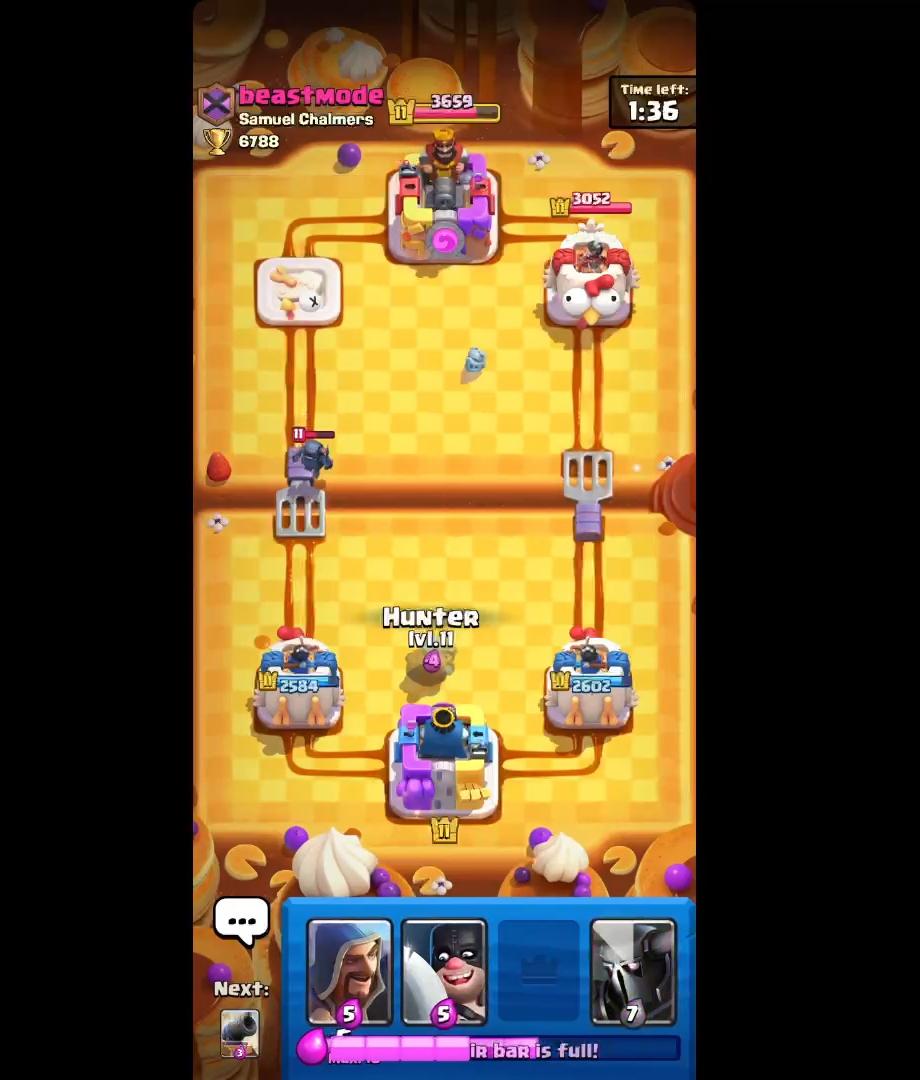 beastmode
Samuel Chalmers
6788
11
3659
Time left:
1:36
3052
11
Hunter
lvl.11
4
2584
2602
11
Next:
3
5
5
7
ir bar is full!